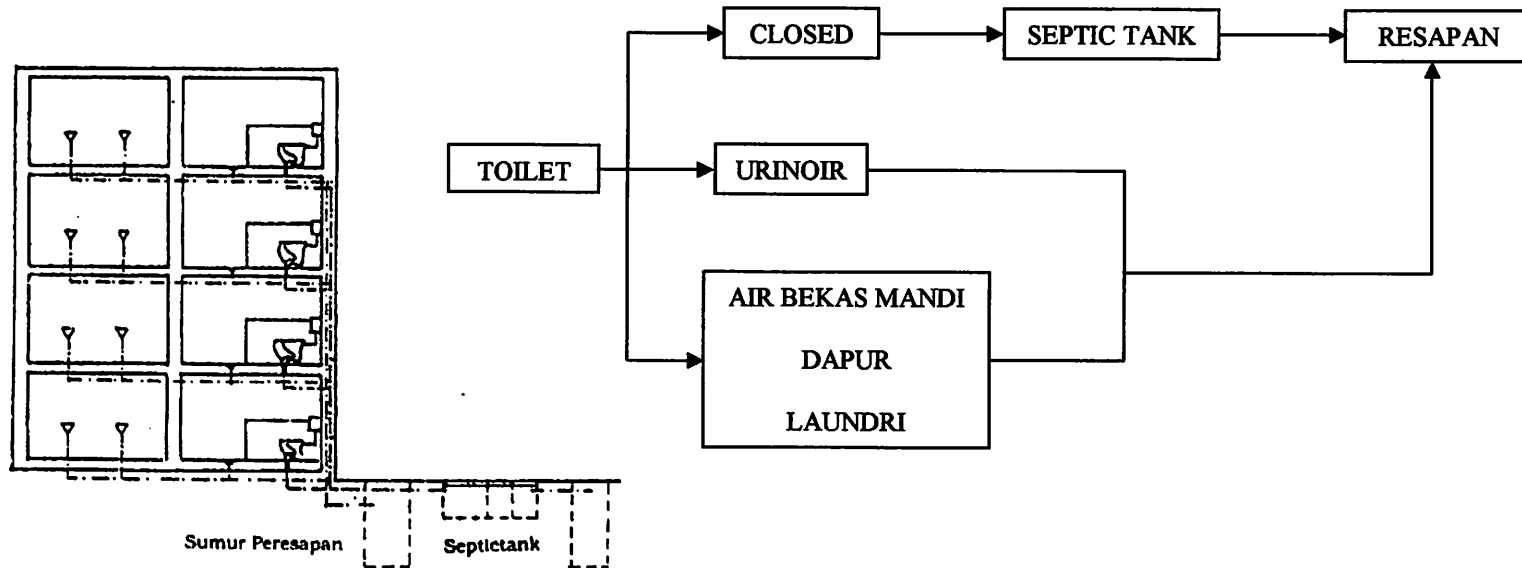 CLOSED
SEPTIC TANK
RESAPAN
TOILET
URINOIR
AIR BEKAS MANDI
DAPUR
LAUNDRI
Sumur Peresapan
Septictank